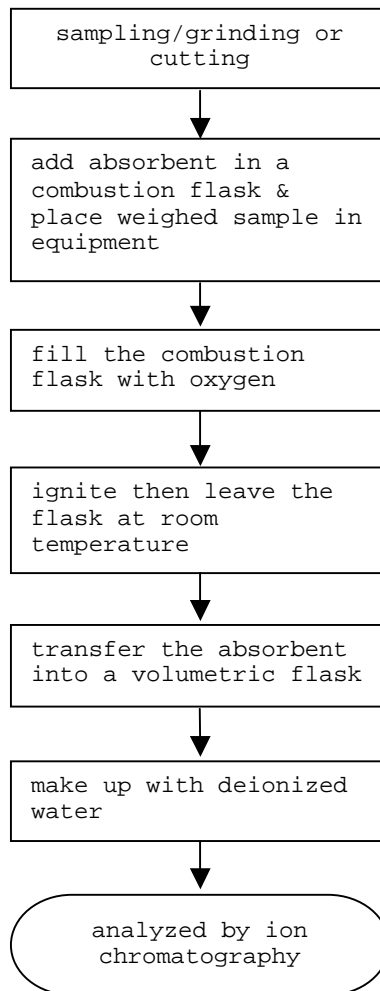 sampling/grinding or
cutting
add absorbent in a
combustion flask &
place weighed sample in
equipment
fill the combustion
flask with oxygen
ignite then leave the
flask at room
temperature
transfer the absorbent
into a volumetric flask
make up with deionized
water
analyzed by ion
chromatography